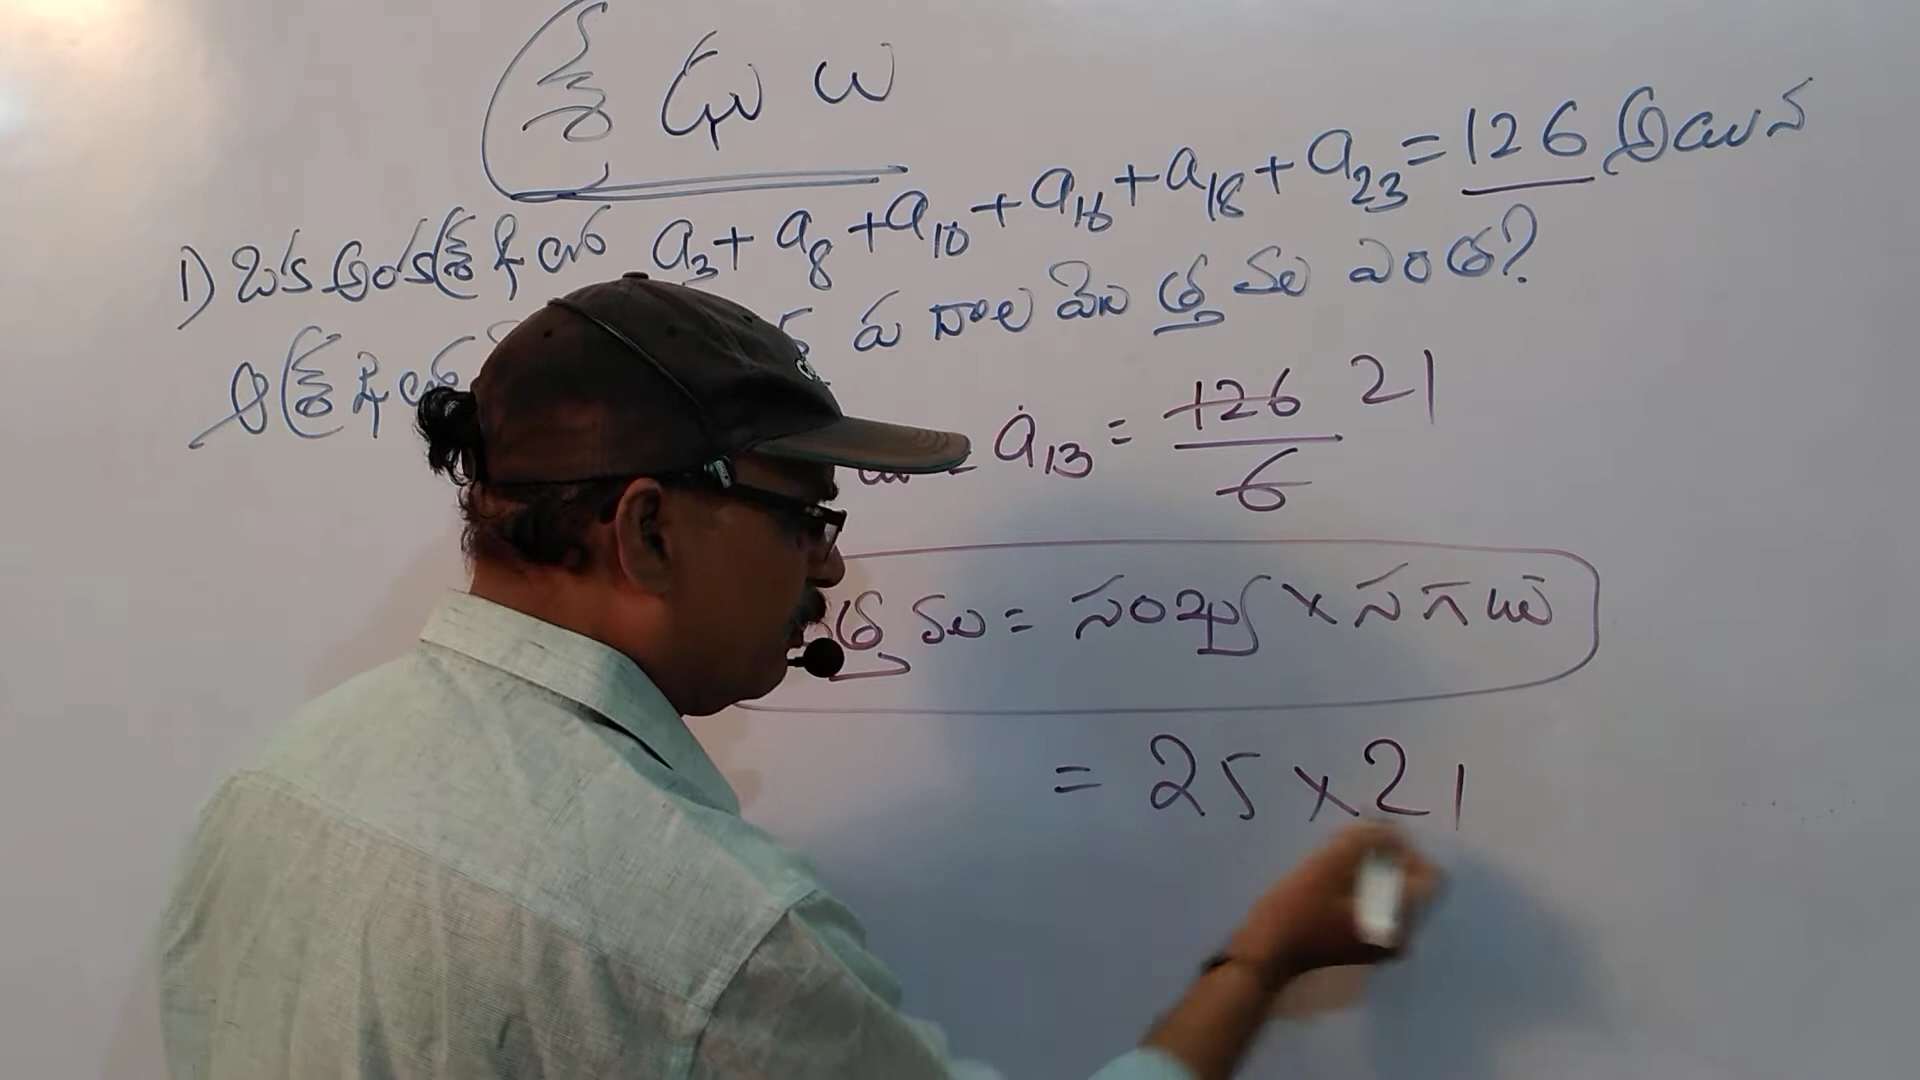 శ్రేఢులు
1) ఒక అంకశ్రేఢిలో a₃ + a₈ + a₁₀ + a₁₆ + a₁₈ + a₂₃ = 126 అయిన
ఆ శ్రేఢిలో పదాల మొత్తము ఎంత?
a₁₃ = 126/6 21
త్తము = సంఖ్య × సగటు
= 25 × 21